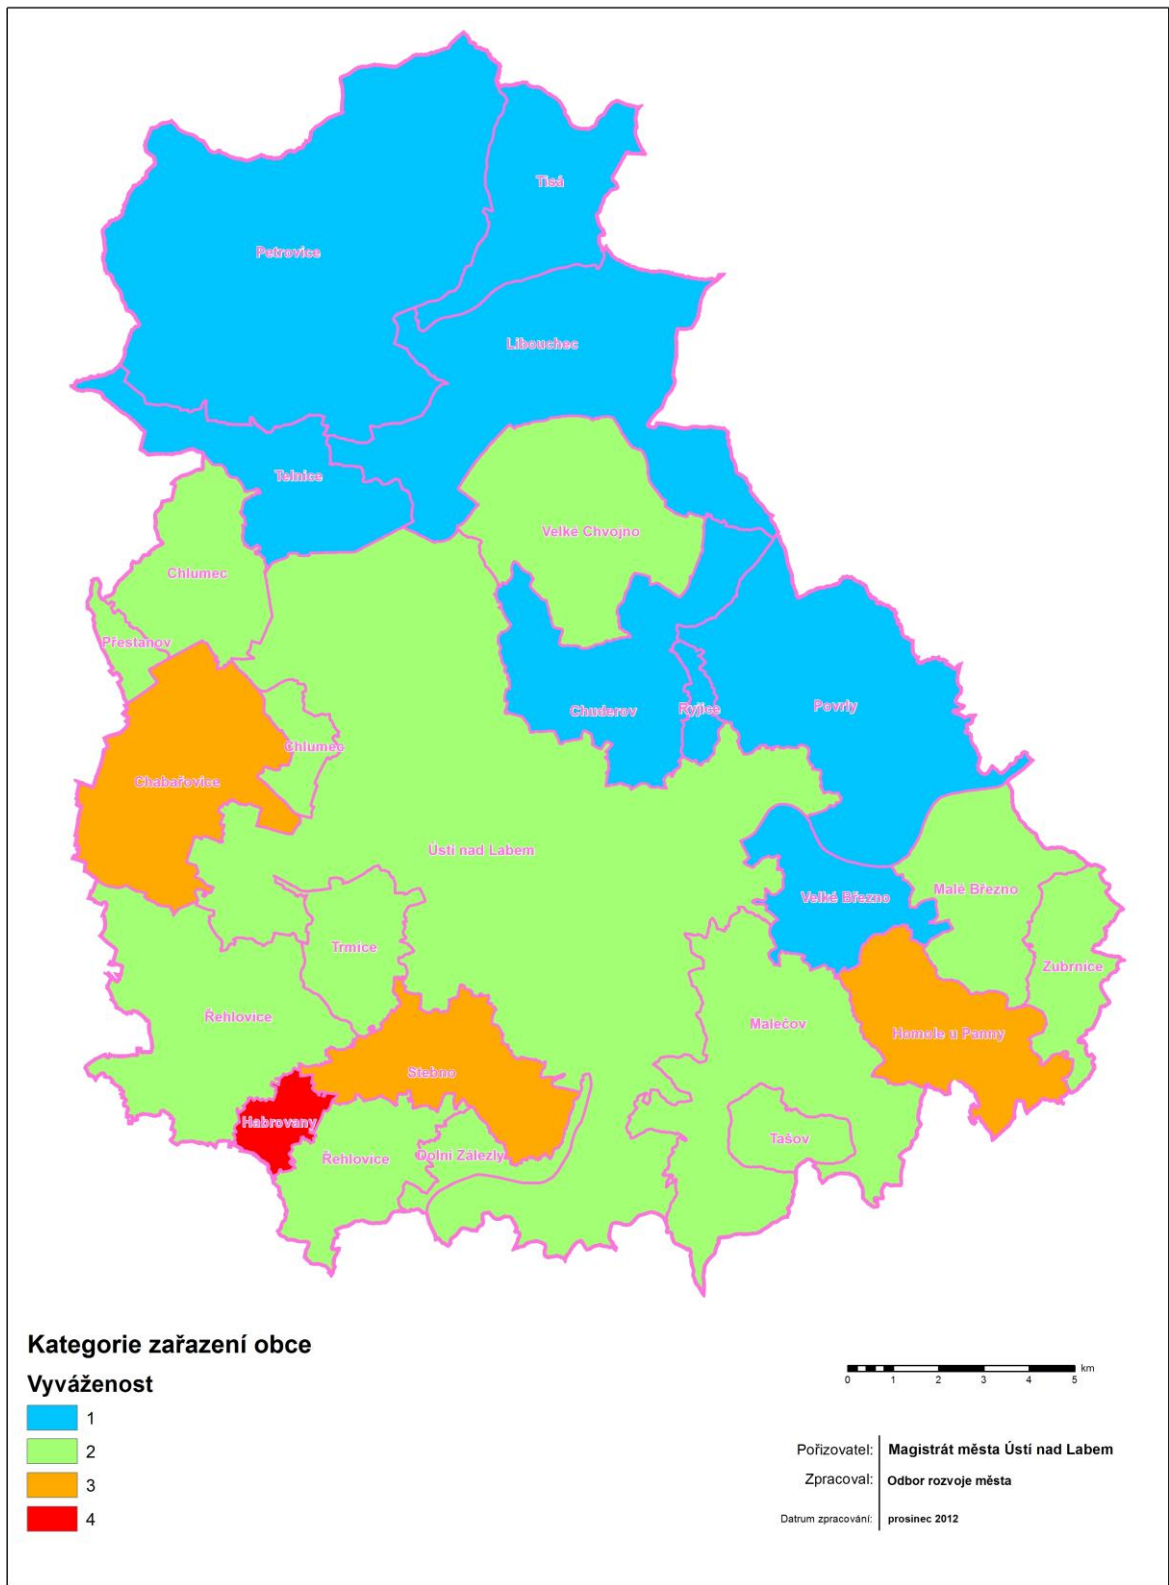 Tisá
Petrovice
Libouchec
Telnice
Velké Chvojno
Chlumec
Přestanov
Chuderov
Ryjice
Povrly
Chlumec
Chabařovice
Ústí nad Labem
Malé Březno
Velké Březno
Trmice
Zubrnice
Řehlovice
Malečov
Homole u Panny
Stebno
Habrovany
Tašov
Řehlovice
Dolní Zálezly
Kategorie zařazení obce
Vyváženost
1
2
3
4
km
0 1 2 3 4 5
Pořizovatel: Magistrát města Ústí nad Labem
Zpracoval: Odbor rozvoje města
Datum zpracování: prosinec 2012